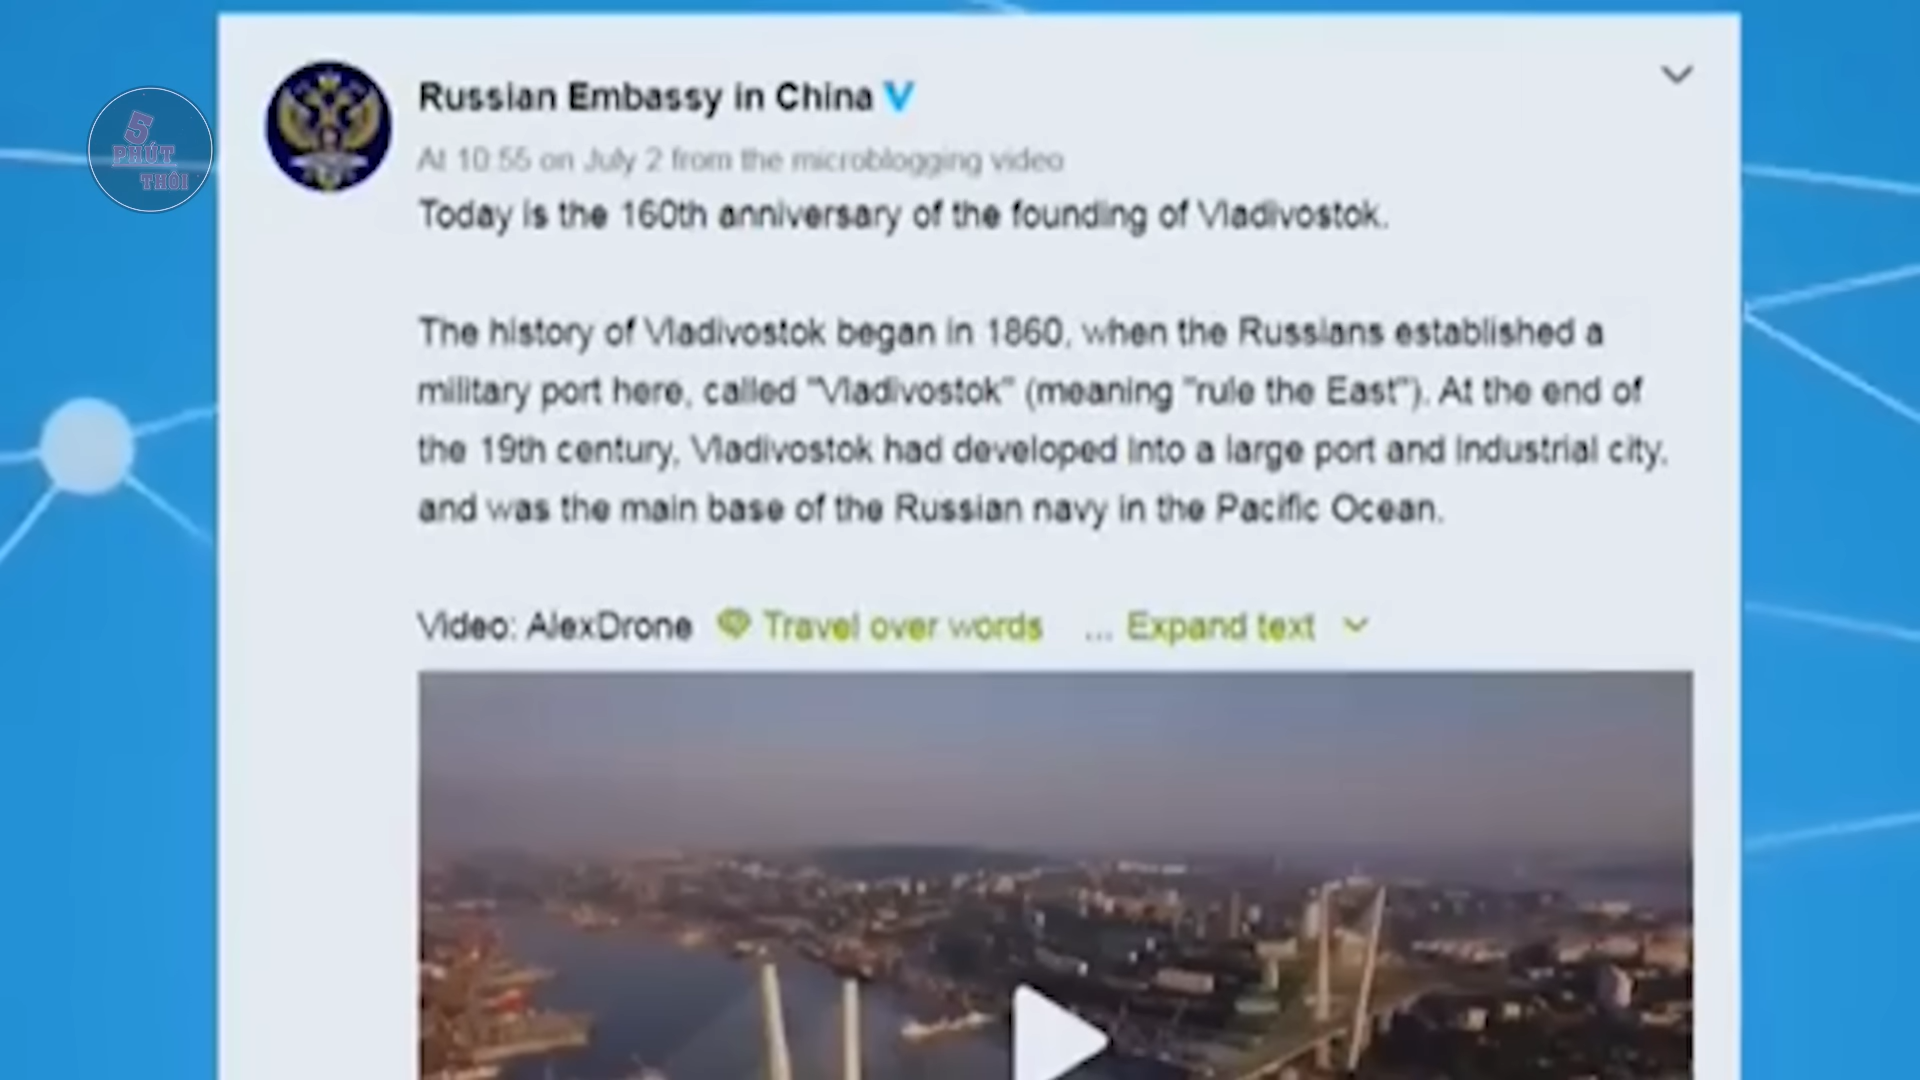 5
PHÚT
THÔI
Russian Embassy in China
At 10:55 on July 2 from the microblogging video
Today is the 160th anniversary of the founding of Vladivostok.
The history of Vladivostok began in 1860, when the Russians established a
military port here, called "Vladivostok" (meaning "rule the East"). At the end of
the 19th century, Vladivostok had developed into a large port and industrial city,
and was the main base of the Russian navy in the Pacific Ocean.
Video: AlexDrone Travel over words ... Expand text